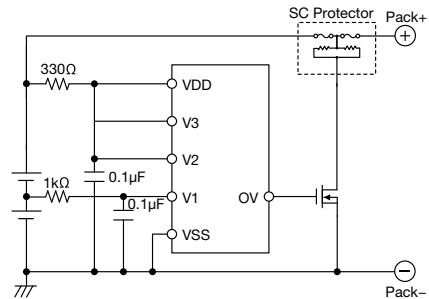 SC Protector
Pack+
330Ω
VDD
V3
V2
0.1μF
1kΩ
0.1μF
V1
OV
VSS
Pack−